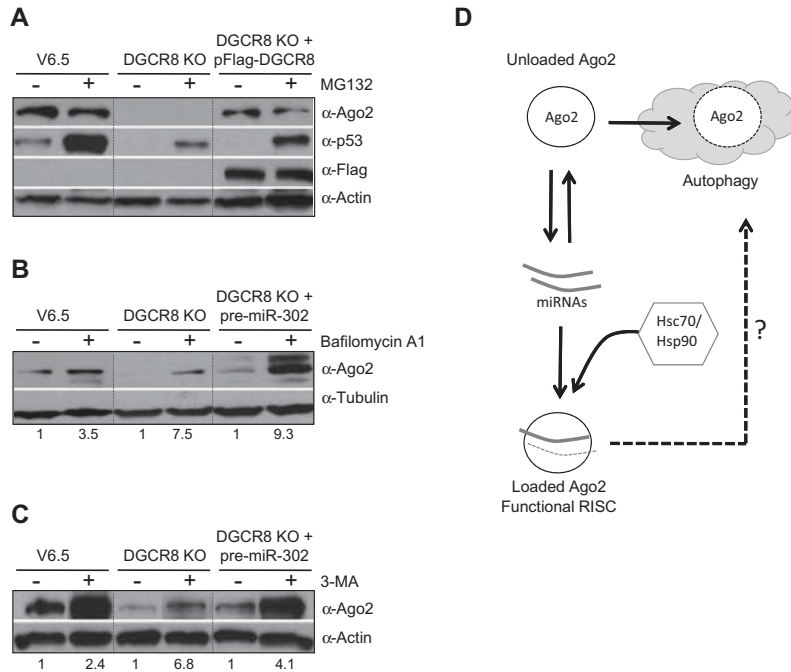 A
V6.5
DGCR8 KO
DGCR8 KO +
pFlag-DGCR8
- + - + - + MG132
α-Ago2
α-p53
α-Flag
α-Actin
B
V6.5
DGCR8 KO
DGCR8 KO +
pre-miR-302
- + - + - + Bafilomycin A1
α-Ago2
α-Tubulin
1 3.5 1 7.5 1 9.3
C
V6.5
DGCR8 KO
DGCR8 KO +
pre-miR-302
- + - + - + 3-MA
α-Ago2
α-Actin
1 2.4 1 6.8 1 4.1
D
Unloaded Ago2
Ago2
Ago2
Autophagy
miRNAs
Hsc70/
Hsp90
?
Loaded Ago2
Functional RISC